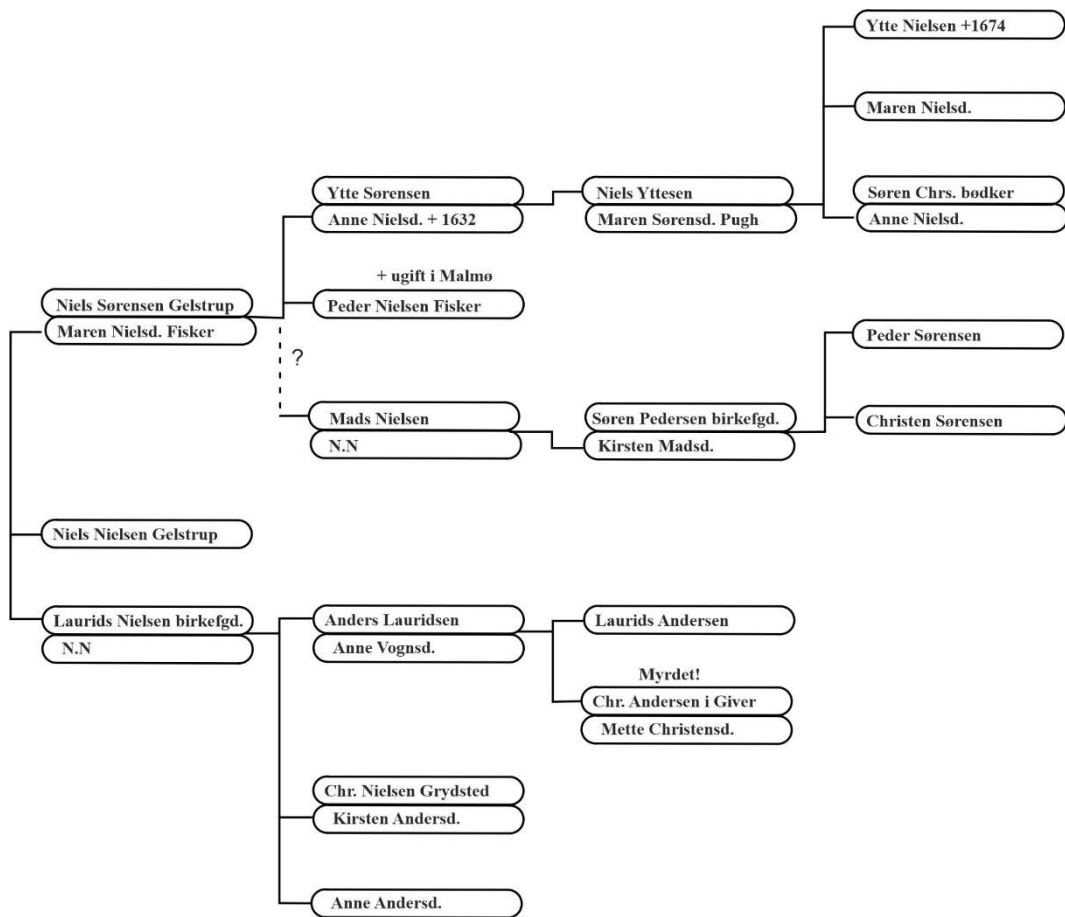 Ytte Nielsen +1674
Maren Nielsd.
Ytte Sørensen
Anne Nielsd. + 1632
Niels Yttesen
Maren Sørensd. Pugh
Søren Chrs. bødker
Anne Nielsd.
+ ugift i Malmø
Peder Nielsen Fisker
Niels Sørensen Gelstrup
Maren Nielsd. Fisker
?
Peder Sørensen
Mads Nielsen
N.N
Søren Pedersen birkefgd.
Kirsten Madsd.
Christen Sørensen
Niels Nielsen Gelstrup
Laurids Nielsen birkefgd.
N.N
Anders Lauridsen
Anne Vognsd.
Laurids Andersen
Myrdet!
Chr. Andersen i Giver
Mette Christensd.
Chr. Nielsen Grydsted
Kirsten Andersd.
Anne Andersd.